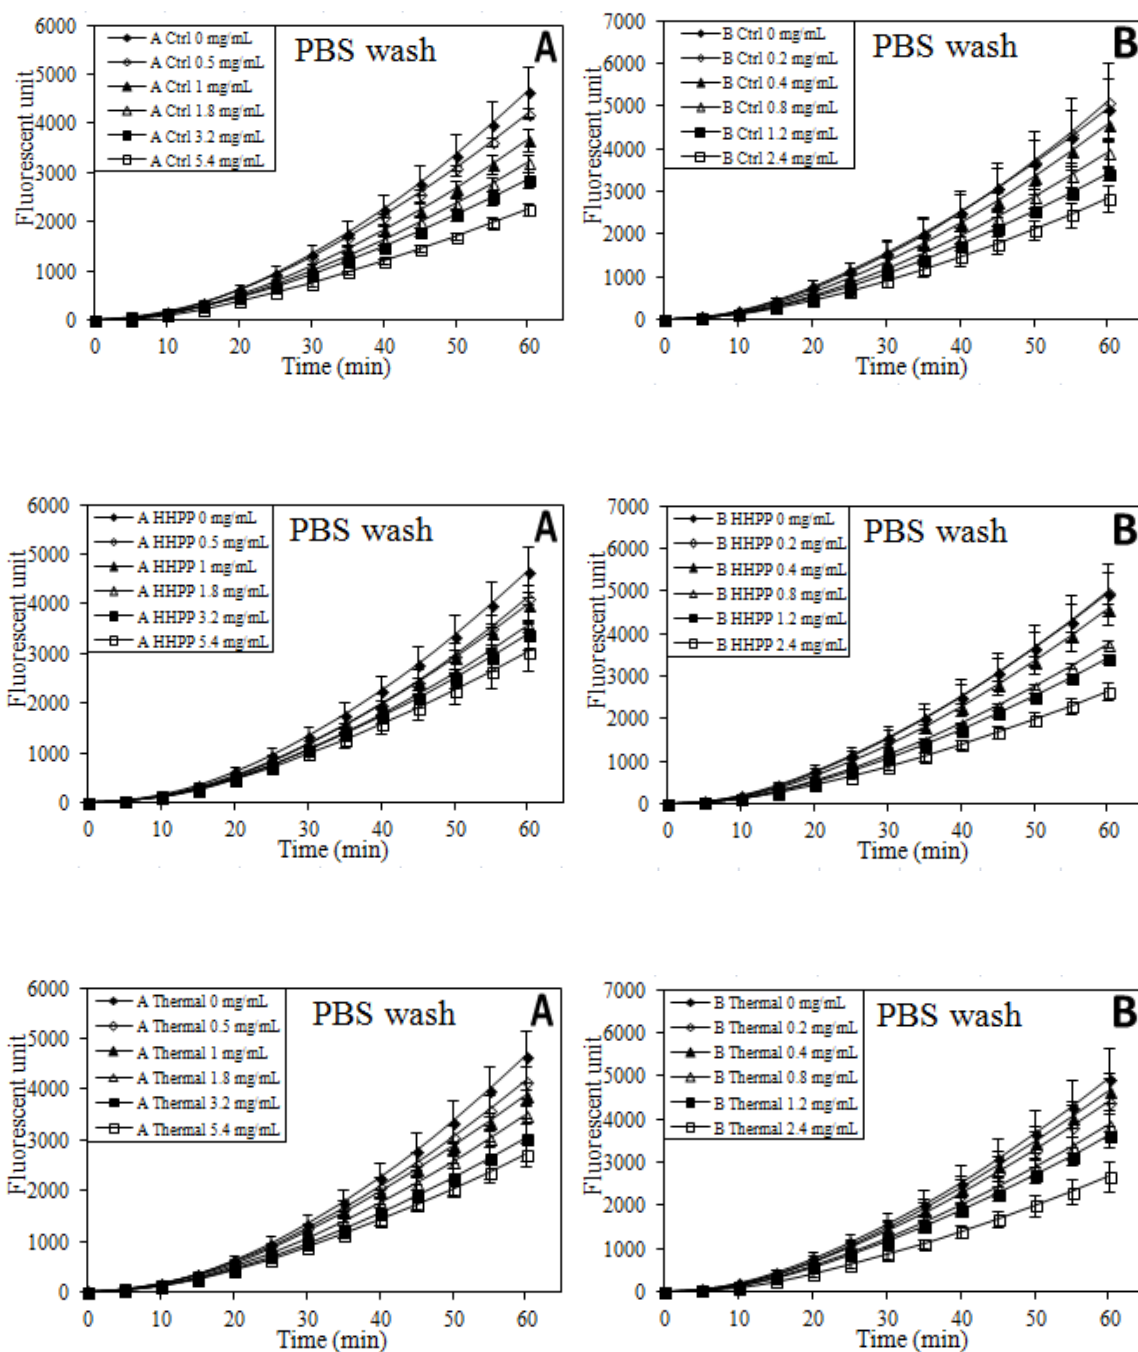 PBS wash
A
6000
5000
4000
3000
2000
1000
0
Fluorescent unit
A Ctrl 0 mg/mL
A Ctrl 0.5 mg/mL
A Ctrl 1 mg/mL
A Ctrl 1.8 mg/mL
A Ctrl 3.2 mg/mL
A Ctrl 5.4 mg/mL
0 10 20 30 40 50 60
Time (min)
PBS wash
B
7000
6000
5000
4000
3000
2000
1000
0
Fluorescent unit
B Ctrl 0 mg/mL
B Ctrl 0.2 mg/mL
B Ctrl 0.4 mg/mL
B Ctrl 0.8 mg/mL
B Ctrl 1.2 mg/mL
B Ctrl 2.4 mg/mL
0 10 20 30 40 50 60
Time (min)
PBS wash
A
6000
5000
4000
3000
2000
1000
0
Fluorescent unit
A HHPP 0 mg/mL
A HHPP 0.5 mg/mL
A HHPP 1 mg/mL
A HHPP 1.8 mg/mL
A HHPP 3.2 mg/mL
A HHPP 5.4 mg/mL
0 10 20 30 40 50 60
Time (min)
PBS wash
B
7000
6000
5000
4000
3000
2000
1000
0
Fluorescent unit
B HHPP 0 mg/mL
B HHPP 0.2 mg/mL
B HHPP 0.4 mg/mL
B HHPP 0.8 mg/mL
B HHPP 1.2 mg/mL
B HHPP 2.4 mg/mL
0 10 20 30 40 50 60
Time (min)
PBS wash
A
6000
5000
4000
3000
2000
1000
0
Fluorescent unit
A Thermal 0 mg/mL
A Thermal 0.5 mg/mL
A Thermal 1 mg/mL
A Thermal 1.8 mg/mL
A Thermal 3.2 mg/mL
A Thermal 5.4 mg/mL
0 10 20 30 40 50 60
Time (min)
PBS wash
B
7000
6000
5000
4000
3000
2000
1000
0
Fluorescent unit
B Thermal 0 mg/mL
B Thermal 0.2 mg/mL
B Thermal 0.4 mg/mL
B Thermal 0.8 mg/mL
B Thermal 1.2 mg/mL
B Thermal 2.4 mg/mL
0 10 20 30 40 50 60
Time (min)